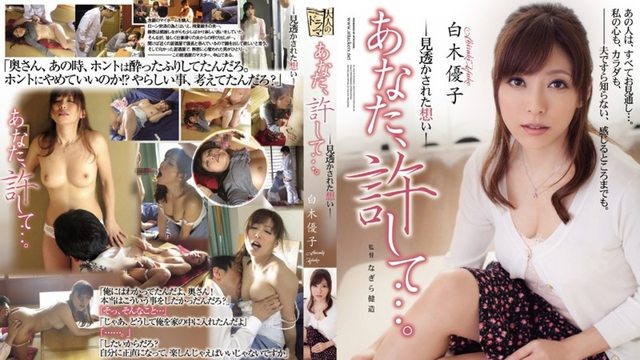 「奥さん、あの時、ホントは酔ったふりしてたんだろ。
ホントにやめていいのか!?やらしい事、考えてたんだろ?」
あなた、許して…。
「俺にはわかってたんだよ、奥さん!
本当はこういう事をしたかったんだろ?」
「そっ、そんなこと…」
「じゃあ、どうして俺を家の中に入れたんだよ」
「……。」
「したいからだろ?
自分に正直になって、楽しんじゃえばいいじゃないですか
大人のドラマ
あなた、許して…。
―見透かされた想い―
白木優子
あの人は、すべてお見通し…。
私の心も、カラダも、
夫ですら知らない、感じるところまでも。
白木優子
―見透かされた想い―
あなた、許して…。
監督 なぎら健造
www.attackers.net